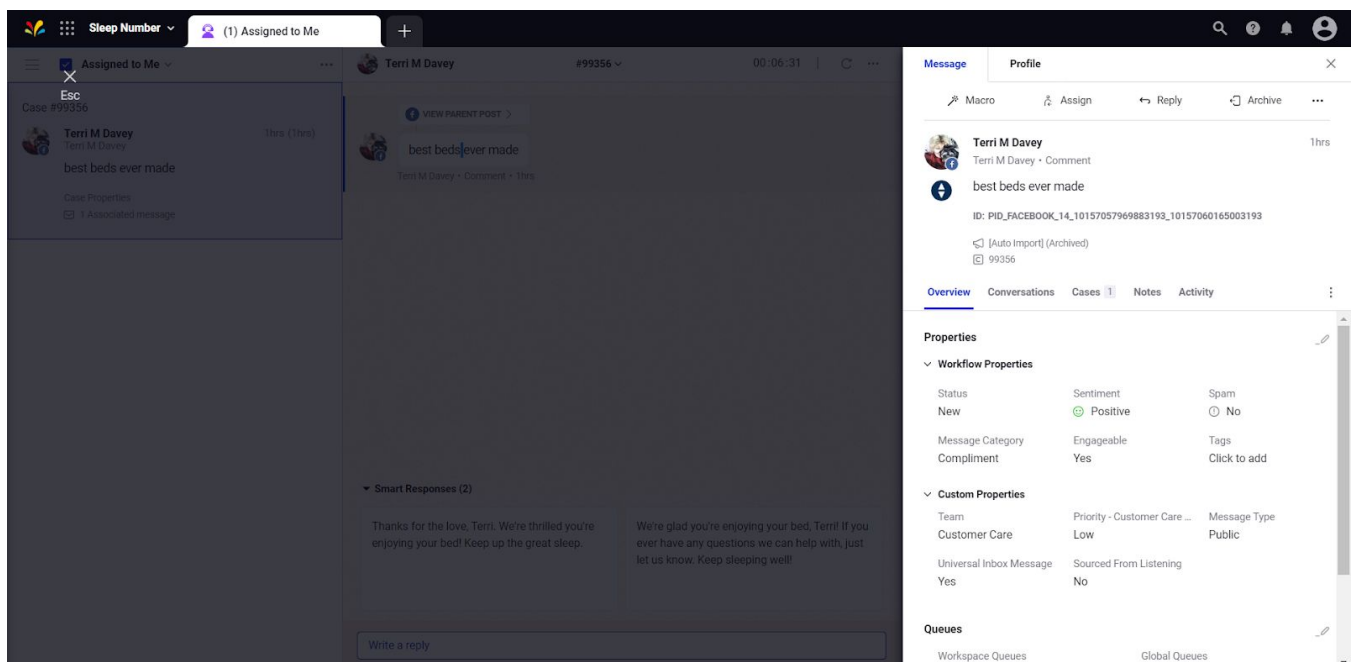 Sleep Number
(1) Assigned to Me
Assigned to Me
Esc
Case #99356
Terri M Davey
1hrs (1hrs)
Terri M Davey
best beds ever made
Case Properties
1 Associated message
Terri M Davey
#99356
00:06:31
VIEW PARENT POST
best beds ever made
Terri M Davey • Comment • 1hrs
Smart Responses (2)
Thanks for the love, Terri. We're thrilled you're
enjoying your bed! Keep up the great sleep.
We're glad you're enjoying your bed, Terri! If you
ever have any questions we can help with, just
let us know. Keep sleeping well!
Write a reply
Message
Profile
Macro
Assign
Reply
Archive
Terri M Davey
1hrs
Terri M Davey • Comment
best beds ever made
ID: PID_FACEBOOK_14_10157057969883193_10157060165003193
[Auto Import] (Archived)
99356
Overview
Conversations
Cases 1
Notes
Activity
Properties
Workflow Properties
Status
Sentiment
Spam
New
Positive
No
Message Category
Engageable
Tags
Compliment
Yes
Click to add
Custom Properties
Team
Priority - Customer Care ...
Message Type
Customer Care
Low
Public
Universal Inbox Message
Sourced From Listening
Yes
No
Queues
Workspace Queues
Global Queues